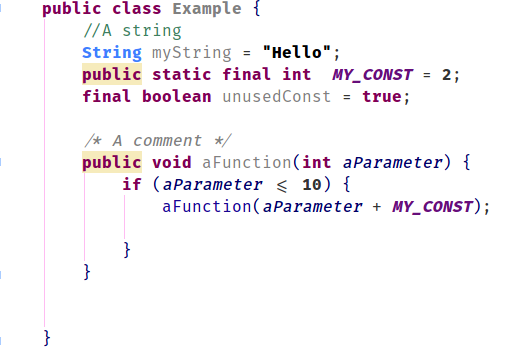 public class Example {
//A string
String myString = "Hello";
public static final int MY_CONST = 2;
final boolean unusedConst = true;
/* A comment */
public void aFunction(int aParameter) {
if (aParameter ⩽ 10) {
aFunction(aParameter + MY_CONST);
}
}
}